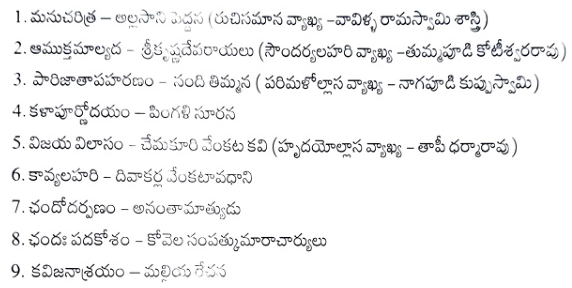 1. మనుచరిత్ర – అల్లసాని పెద్దన (రుచిసమాన వ్యాఖ్య -వావిళ్ళ రామస్వామి శాస్త్రి)
2. ఆముక్తమాల్యద - శ్రీకృష్ణదేవరాయలు (సౌందర్యలహరి వ్యాఖ్య –తుమ్మపూడి కోటీశ్వరరావు)
3. పారిజాతాపహరణం - నంది తిమ్మన ( పరిమళోల్లాస వ్యాఖ్య - నాగపూడి కుప్పుస్వామి)
4. కళాపూర్ణోదయం – పింగళి సూరన
5. విజయ విలాసం - చేమకూరి వేంకట కవి (హృదయోల్లాస వ్యాఖ్య - తాపీ ధర్మారావు)
6. కావ్యలహరి - దివాకర్ల వేంకటావధాని
7. ఛందోదర్పణం - అనంతామాత్యుడు
8. ఛందః పదకోశం - కోవెల సంపత్కుమారాచార్యులు
9. కవిజనాశ్రయం – మల్లియ రేచన